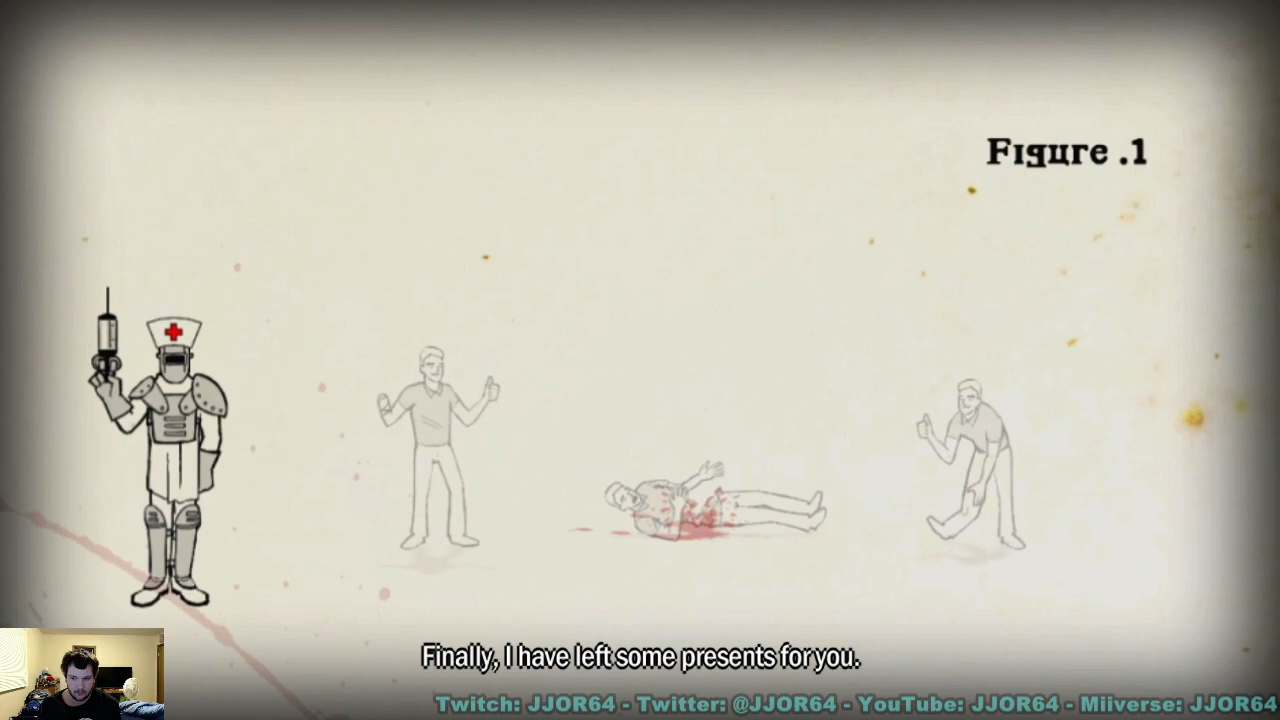 Figure .1
Finally, I have left some presents for you.
Twitch: JJOR64 - Twitter: @JJOR64 - YouTube: JJOR64 - Miiverse: JJOR64